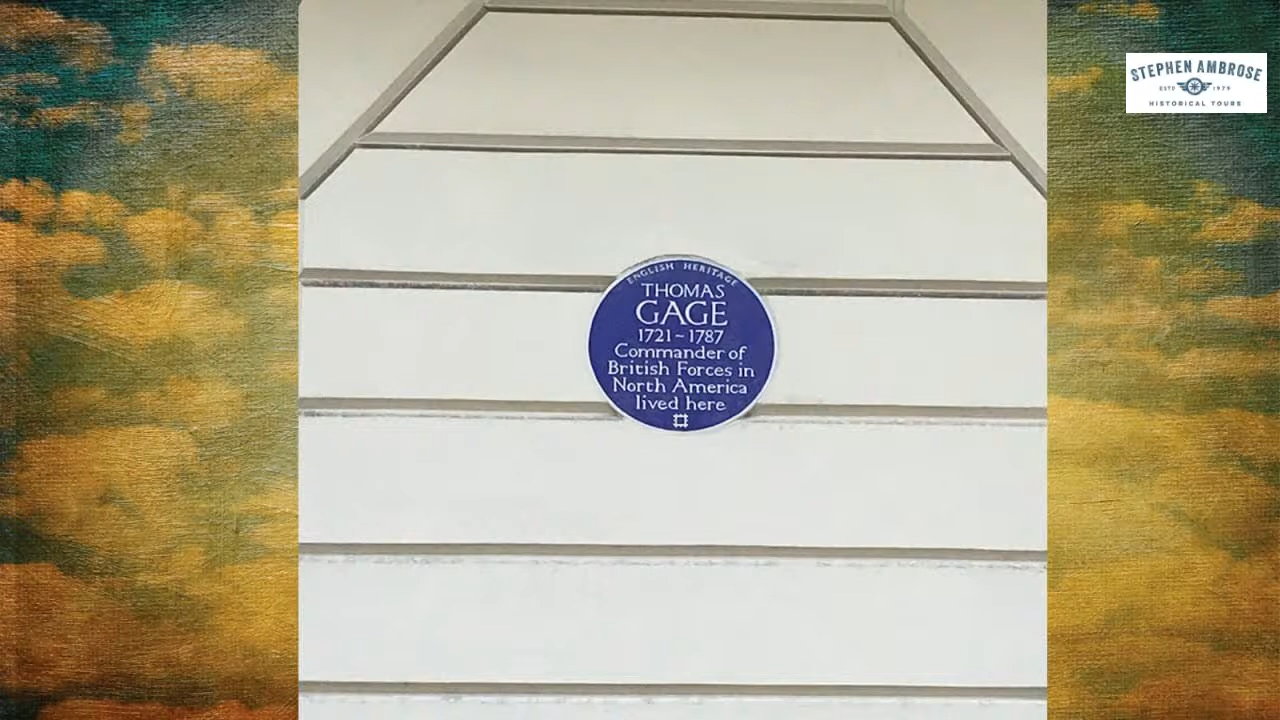 STEPHEN AMBROSE
ESTD 1979
HISTORICAL TOURS
ENGLISH HERITAGE
THOMAS
GAGE
1721~1787
Commander of
British Forces in
North America
lived here